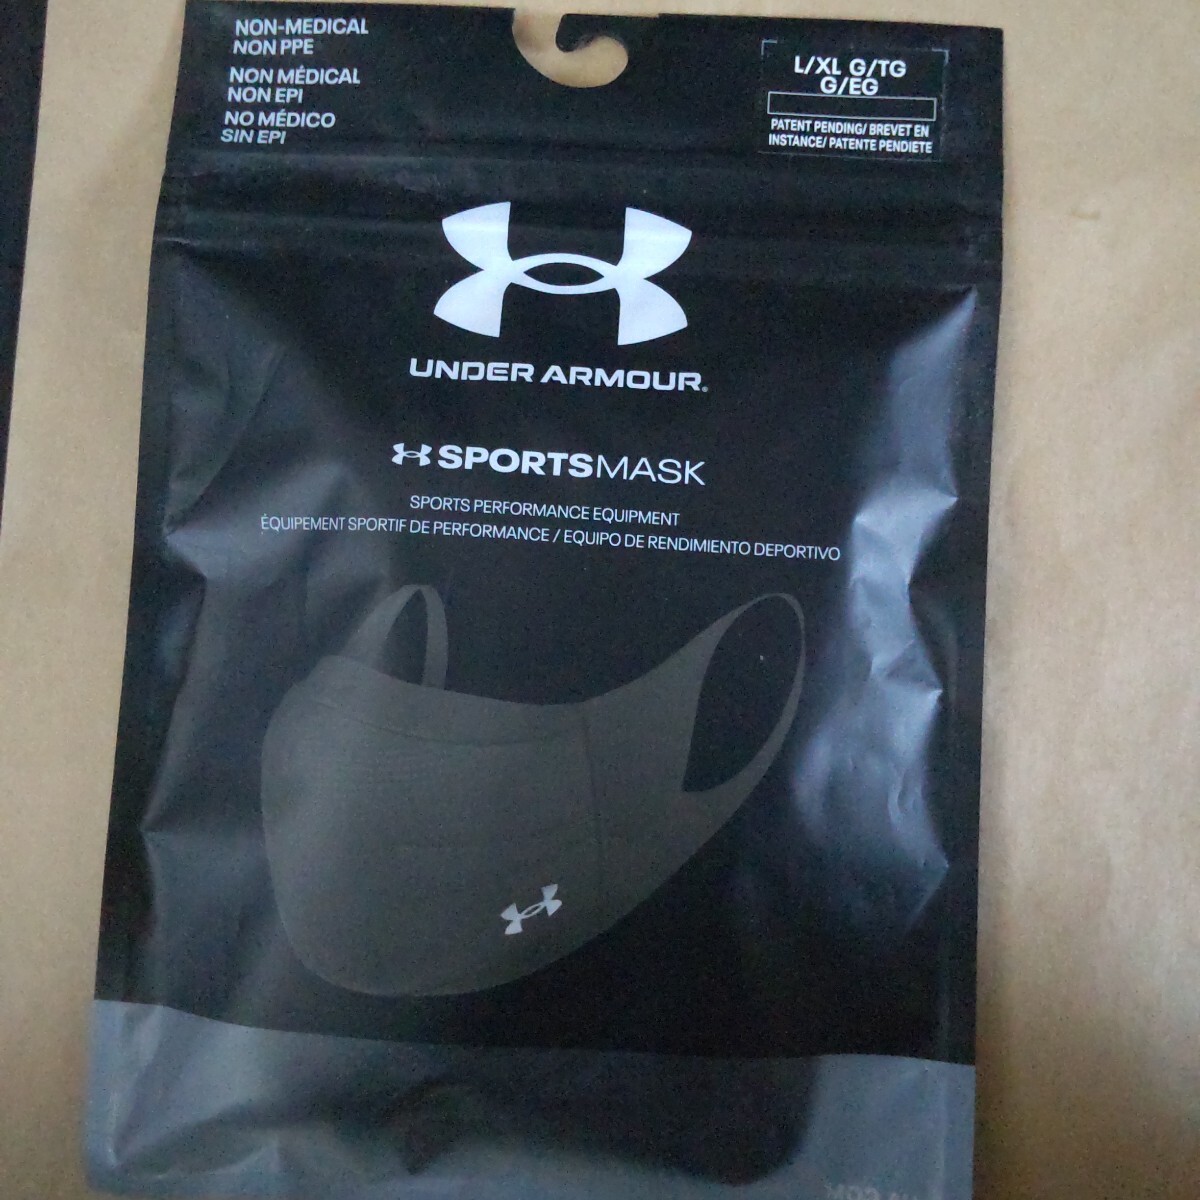 NON-MEDICAL
NON PPE
NON MÉDICAL
NON EPI
NO MÉDICO
SIN EPI
L/XL G/TG
G/EG
PATENT PENDING/ BREVET EN
INSTANCE/ PATENTE PENDIETE
UNDER ARMOUR®
SPORTSMASK
SPORTS PERFORMANCE EQUIPMENT
ÉQUIPEMENT SPORTIF DE PERFORMANCE / EQUIPO DE RENDIMIENTO DEPORTIVO